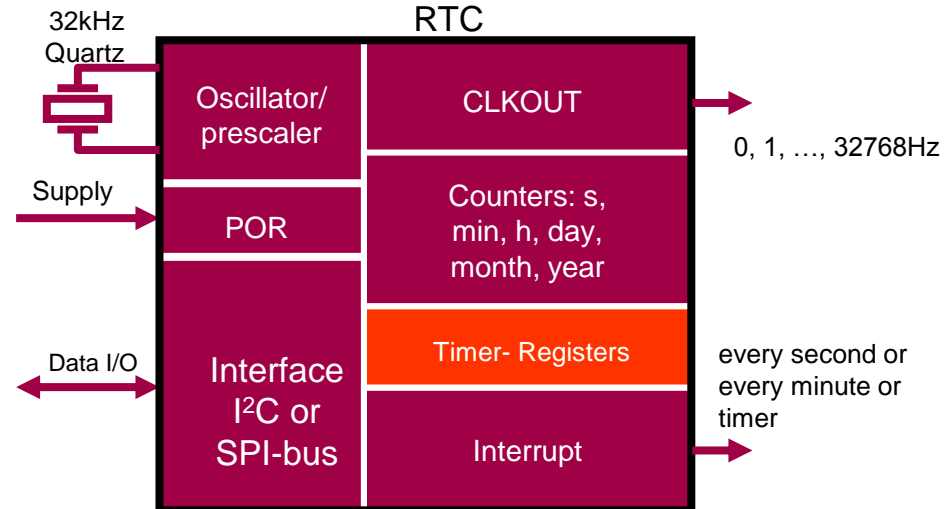 RTC
32kHz
Quartz
Oscillator/
prescaler
CLKOUT
0, 1, …, 32768Hz
Supply
POR
Counters: s,
min, h, day,
month, year
Timer- Registers
Data I/O
Interface
I²C or
SPI-bus
every second or
every minute or
timer
Interrupt